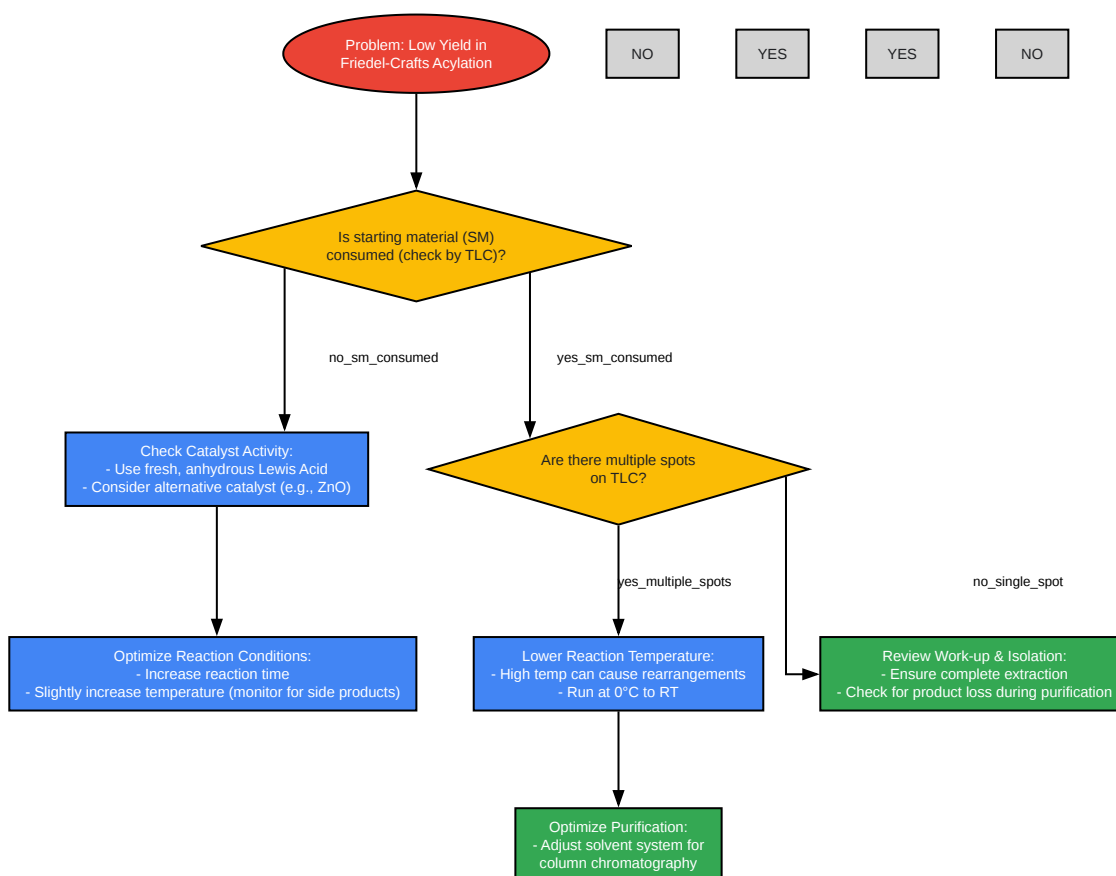 Problem: Low Yield in
Friedel-Crafts Acylation
NO
YES
YES
NO
Is starting material (SM)
consumed (check by TLC)?
no_sm_consumed
yes_sm_consumed
Check Catalyst Activity:
- Use fresh, anhydrous Lewis Acid
- Consider alternative catalyst (e.g., ZnO)
Are there multiple spots
on TLC?
yes_multiple_spots
no_single_spot
Optimize Reaction Conditions:
- Increase reaction time
- Slightly increase temperature (monitor for side products)
Lower Reaction Temperature:
- High temp can cause rearrangements
- Run at 0°C to RT
Review Work-up & Isolation:
- Ensure complete extraction
- Check for product loss during purification
Optimize Purification:
- Adjust solvent system for
column chromatography